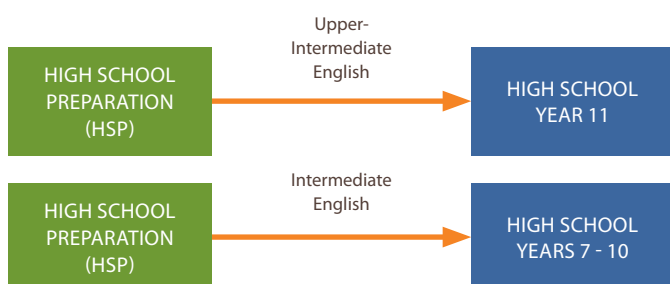 Upper-
Intermediate
English
HIGH SCHOOL
PREPARATION
(HSP)
HIGH SCHOOL
YEAR 11
Intermediate
English
HIGH SCHOOL
PREPARATION
(HSP)
HIGH SCHOOL
YEARS 7 - 10